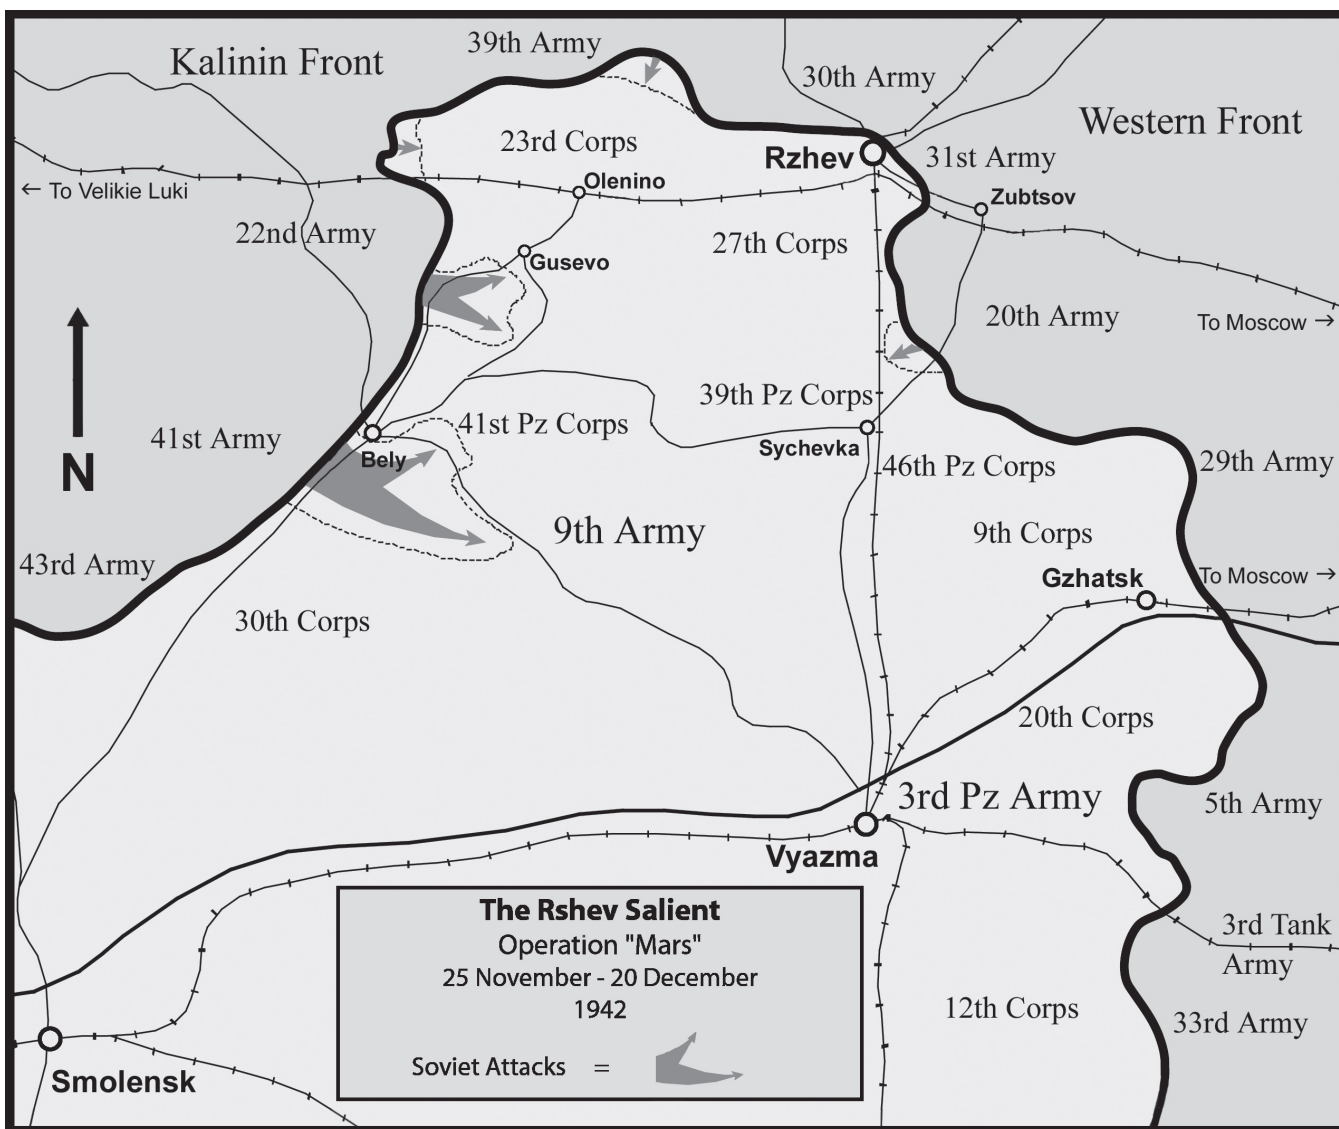 39th Army
Kalinin Front
30th Army
Western Front
23rd Corps
Rzhev
31st Army
← To Velikie Luki
Olenino
Zubtsov
22nd Army
27th Corps
Gusevo
20th Army
To Moscow →
39th Pz Corps
41st Army
41st Pz Corps
Sychevka
Bely
N
46th Pz Corps
29th Army
9th Army
9th Corps
43rd Army
Gzhatsk
To Moscow →
30th Corps
20th Corps
3rd Pz Army
5th Army
Vyazma
The Rshev Salient
Operation "Mars"
25 November - 20 December
1942
Soviet Attacks =
3rd Tank
Army
12th Corps
33rd Army
Smolensk